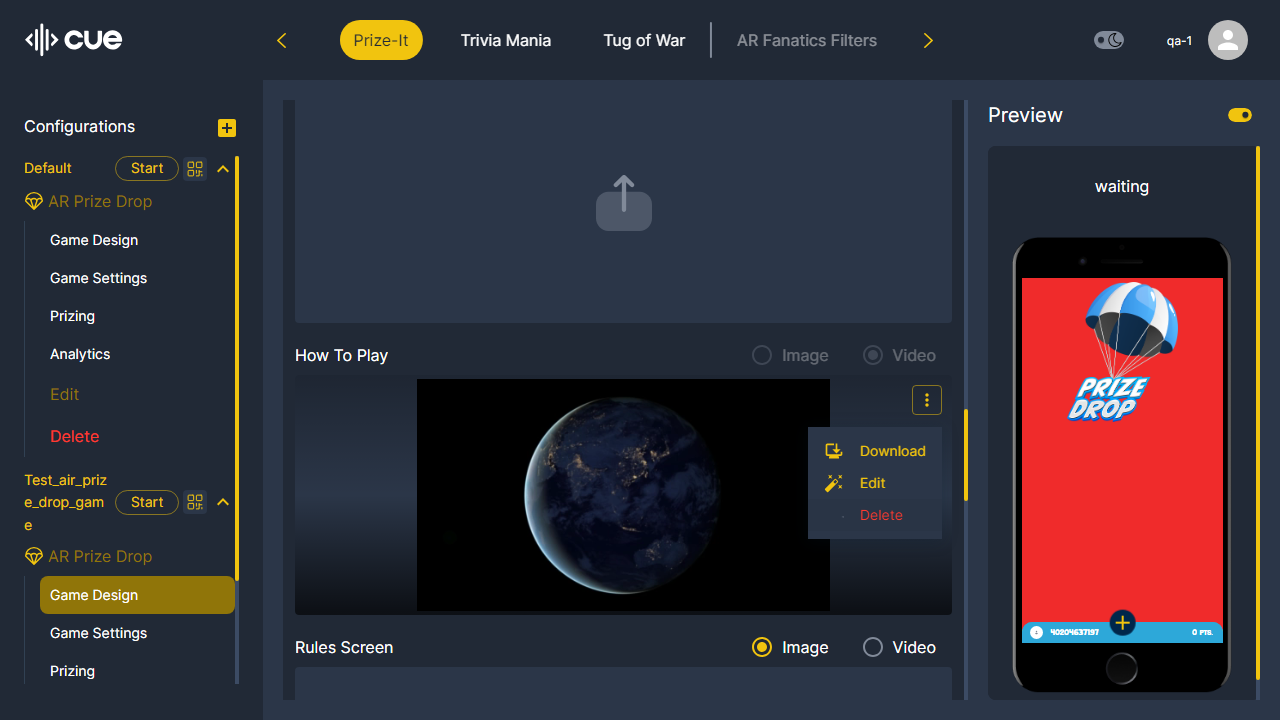 cue
Prize-It
Trivia Mania
Tug of War
AR Fanatics Filters
qa-1
Configurations
Default
Start
AR Prize Drop
Game Design
Game Settings
Prizing
Analytics
Edit
Delete
Test_air_priz
e_drop_gam
e
Start
AR Prize Drop
Game Design
Game Settings
Prizing
How To Play
Image
Video
Download
Edit
Delete
Rules Screen
Image
Video
Preview
waiting
PRIZE
DROP
40204637197
0 PTS.